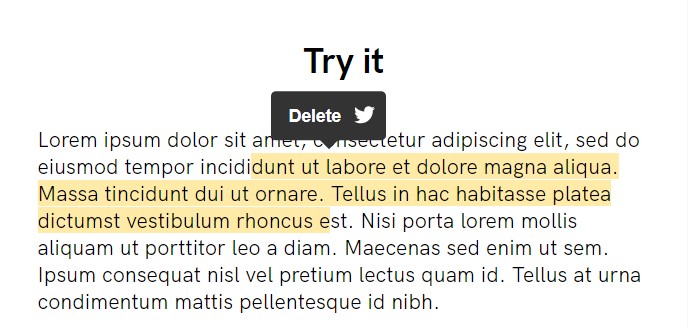 Try it
Delete
Lorem ipsum dolor sit amet, consectetur adipiscing elit, sed do
eiusmod tempor incididunt ut labore et dolore magna aliqua.
Massa tincidunt dui ut ornare. Tellus in hac habitasse platea
dictumst vestibulum rhoncus est. Nisi porta lorem mollis
aliquam ut porttitor leo a diam. Maecenas sed enim ut sem.
Ipsum consequat nisl vel pretium lectus quam id. Tellus at urna
condimentum mattis pellentesque id nibh.